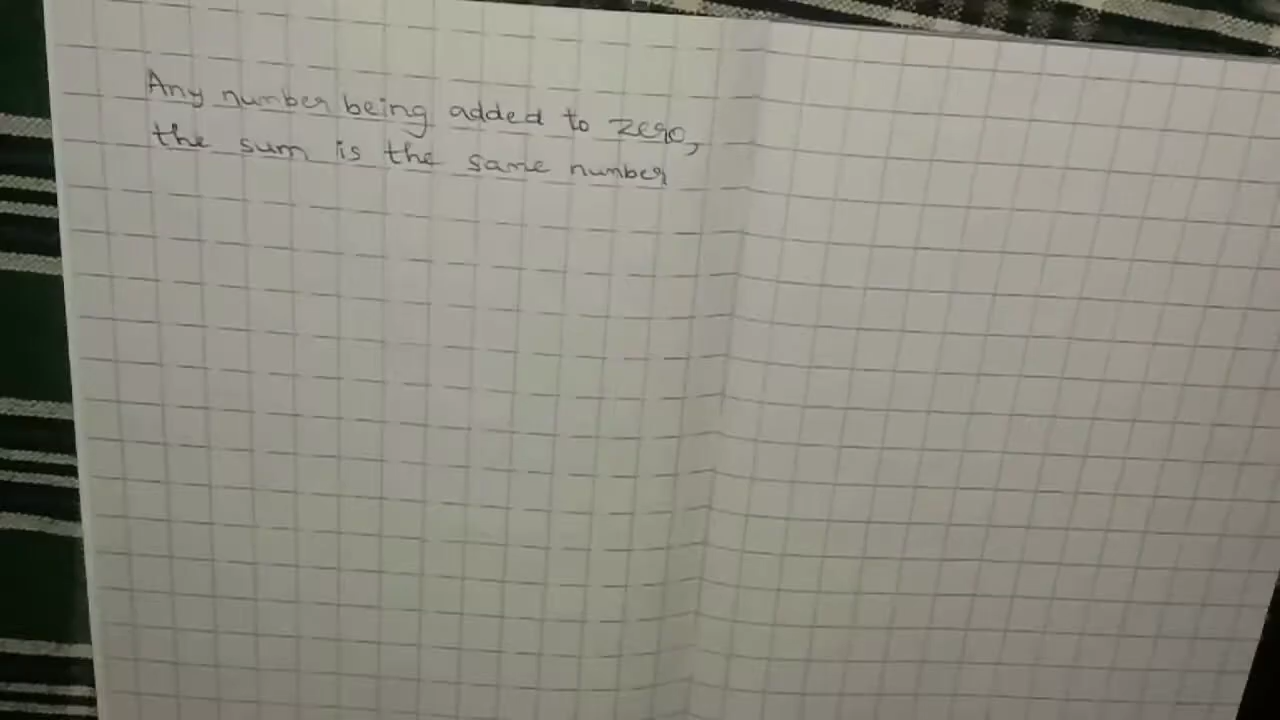 Any number being added to zero,
the sum is the same number